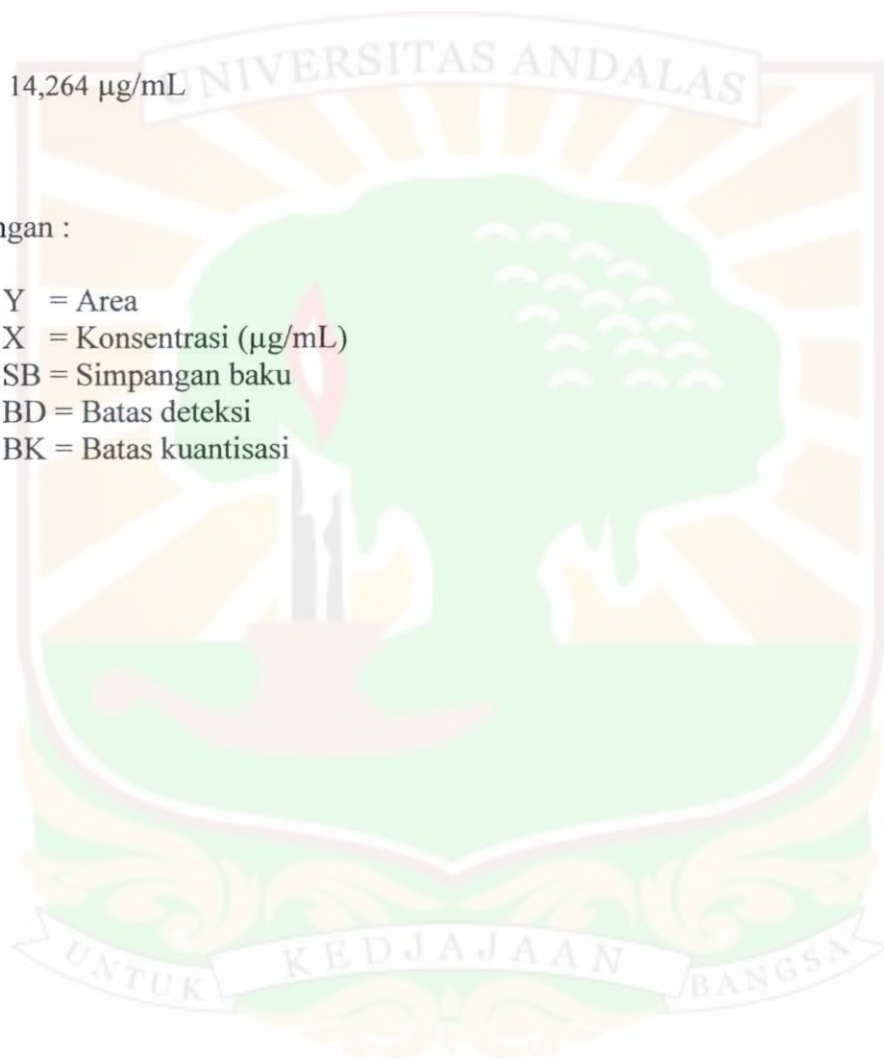 UNIVERSITAS ANDALAS
14,264 µg/mL
ngan :
Y = Area
X = Konsentrasi (µg/mL)
SB = Simpangan baku
BD = Batas deteksi
BK = Batas kuantisasi
UNTUK KEDJAJAAN BANGSA